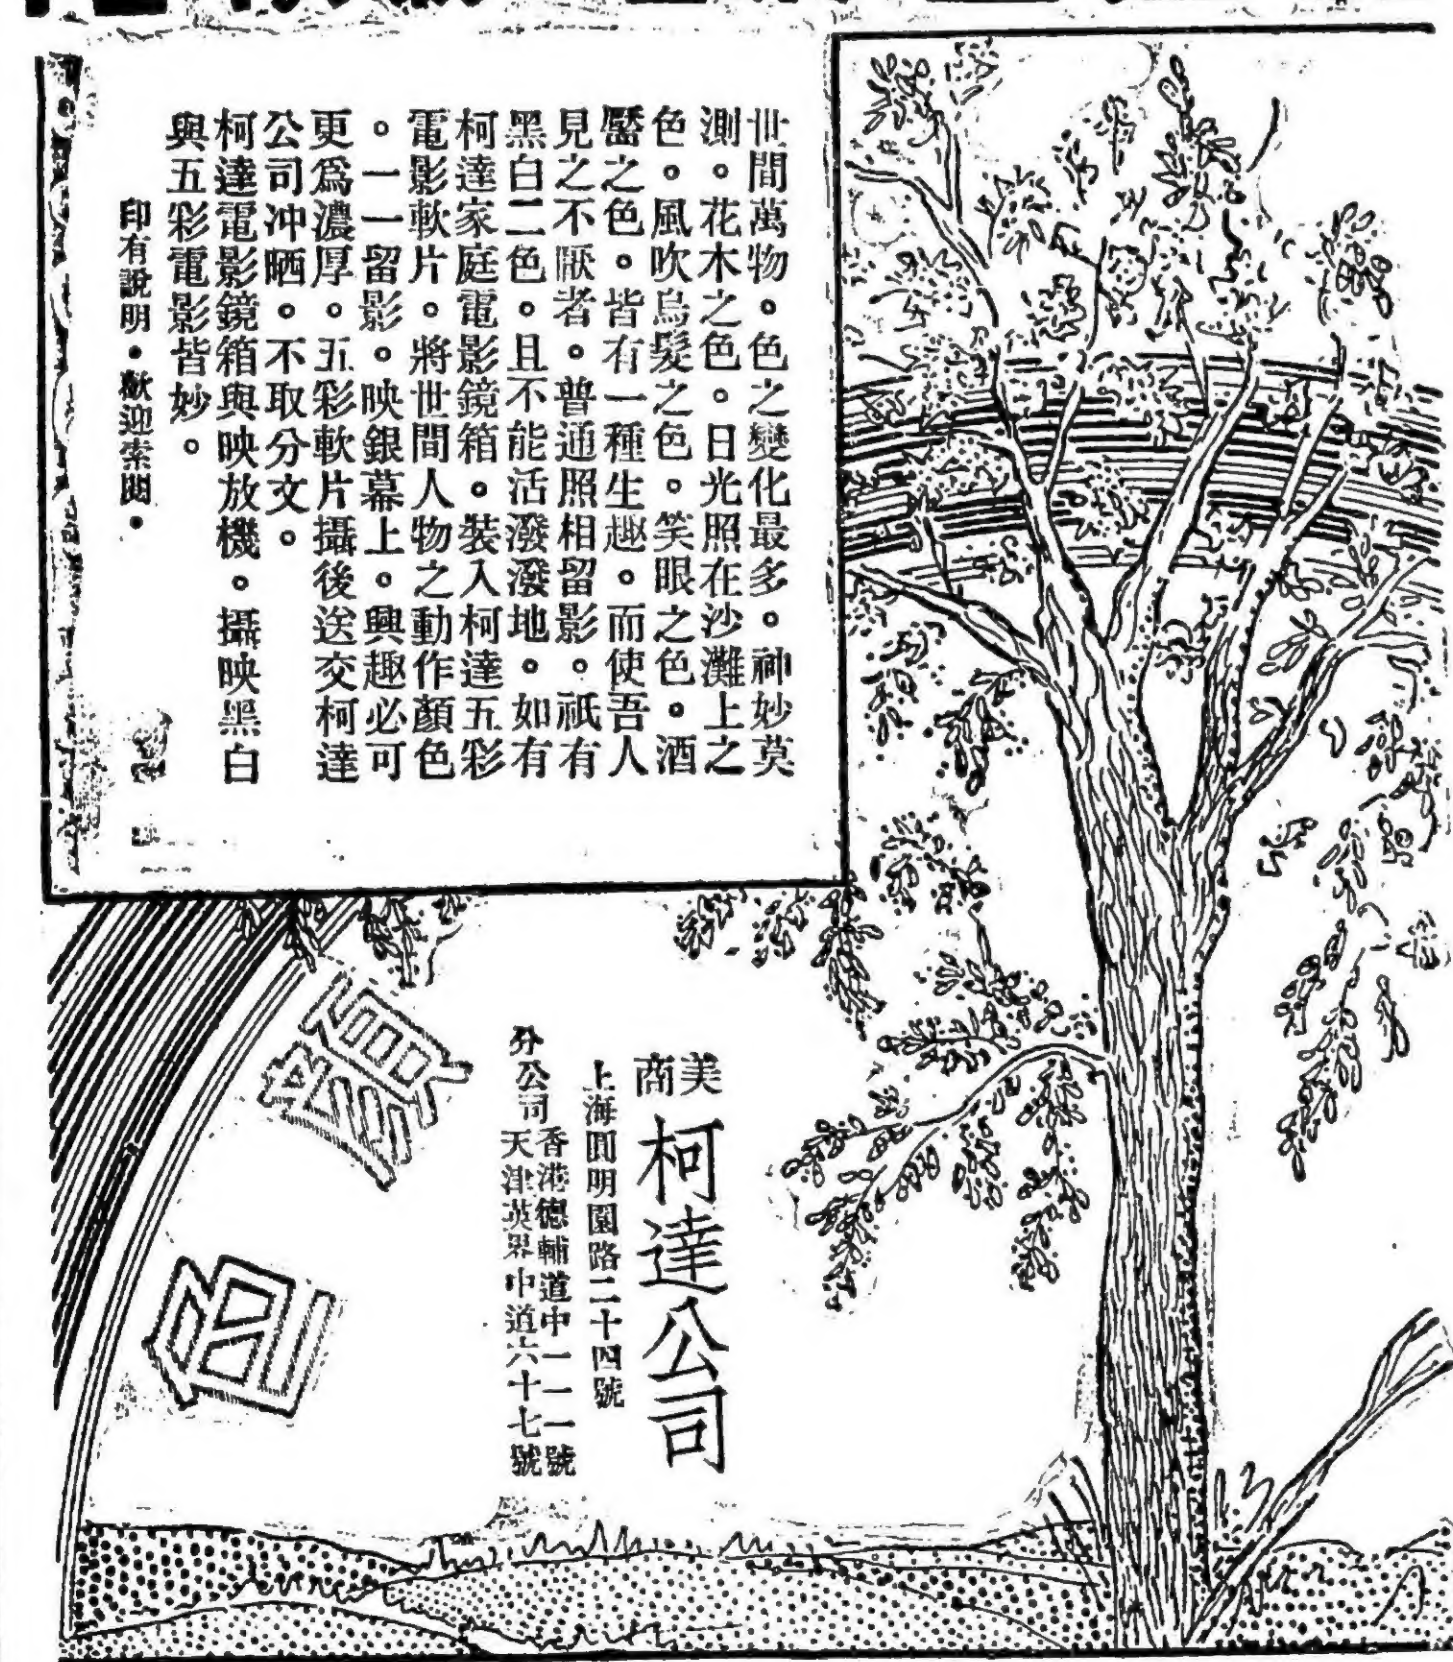 世間萬物。色之變化最多。神妙莫
測。花木之色。日光照在沙灘上之
色。風吹烏髮之色。笑眼之色。酒
靨之色。皆有一種生趣。而使吾人
見之不厭者。普通照相留影。祇有
黑白二色。且不能活潑潑地。如有
柯達家庭電影鏡箱。裝入柯達五彩
電影軟片。將世間人物之動作顏色
。一一留影。映銀幕上。興趣必可
更爲濃厚。五彩軟片攝後送交柯達
公司冲晒。不取分文。
柯達電影鏡箱與映放機。攝映黑白
與五彩電影皆妙。
印有說明。歡迎索閱。
美商
柯達公司
上海圓明園路二十四號
分公司
香港德輔道中一一一號
天津英界中道六十七號
色